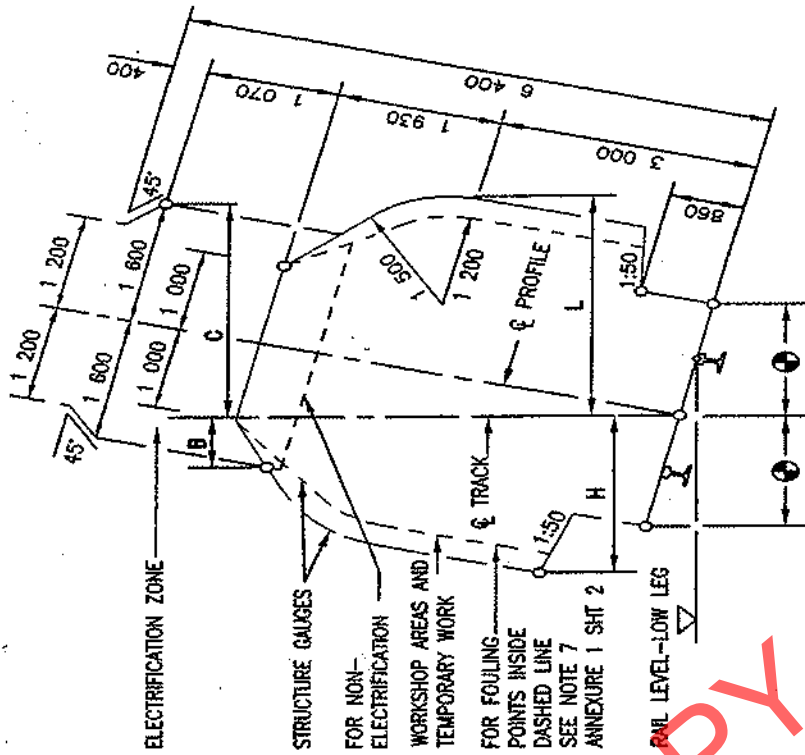 400
45°
1 200
1 200
1 600
1 600
1 000
1 000
45°
1 070
6 400
1 930
3 000
860
C
B
1 500
1 200
℄ PROFILE
L
℄ TRACK
H
1:50
1:50
ELECTRIFICATION ZONE
STRUCTURE GAUGES
FOR NON-
ELECTRIFICATION
WORKSHOP AREAS AND
TEMPORARY WORK
FOR FOULING
POINTS INSIDE
DASHED LINE
SEE NOTE 7
ANNEXURE 1 SHT 2
RAIL LEVEL-LOW LEG
PY